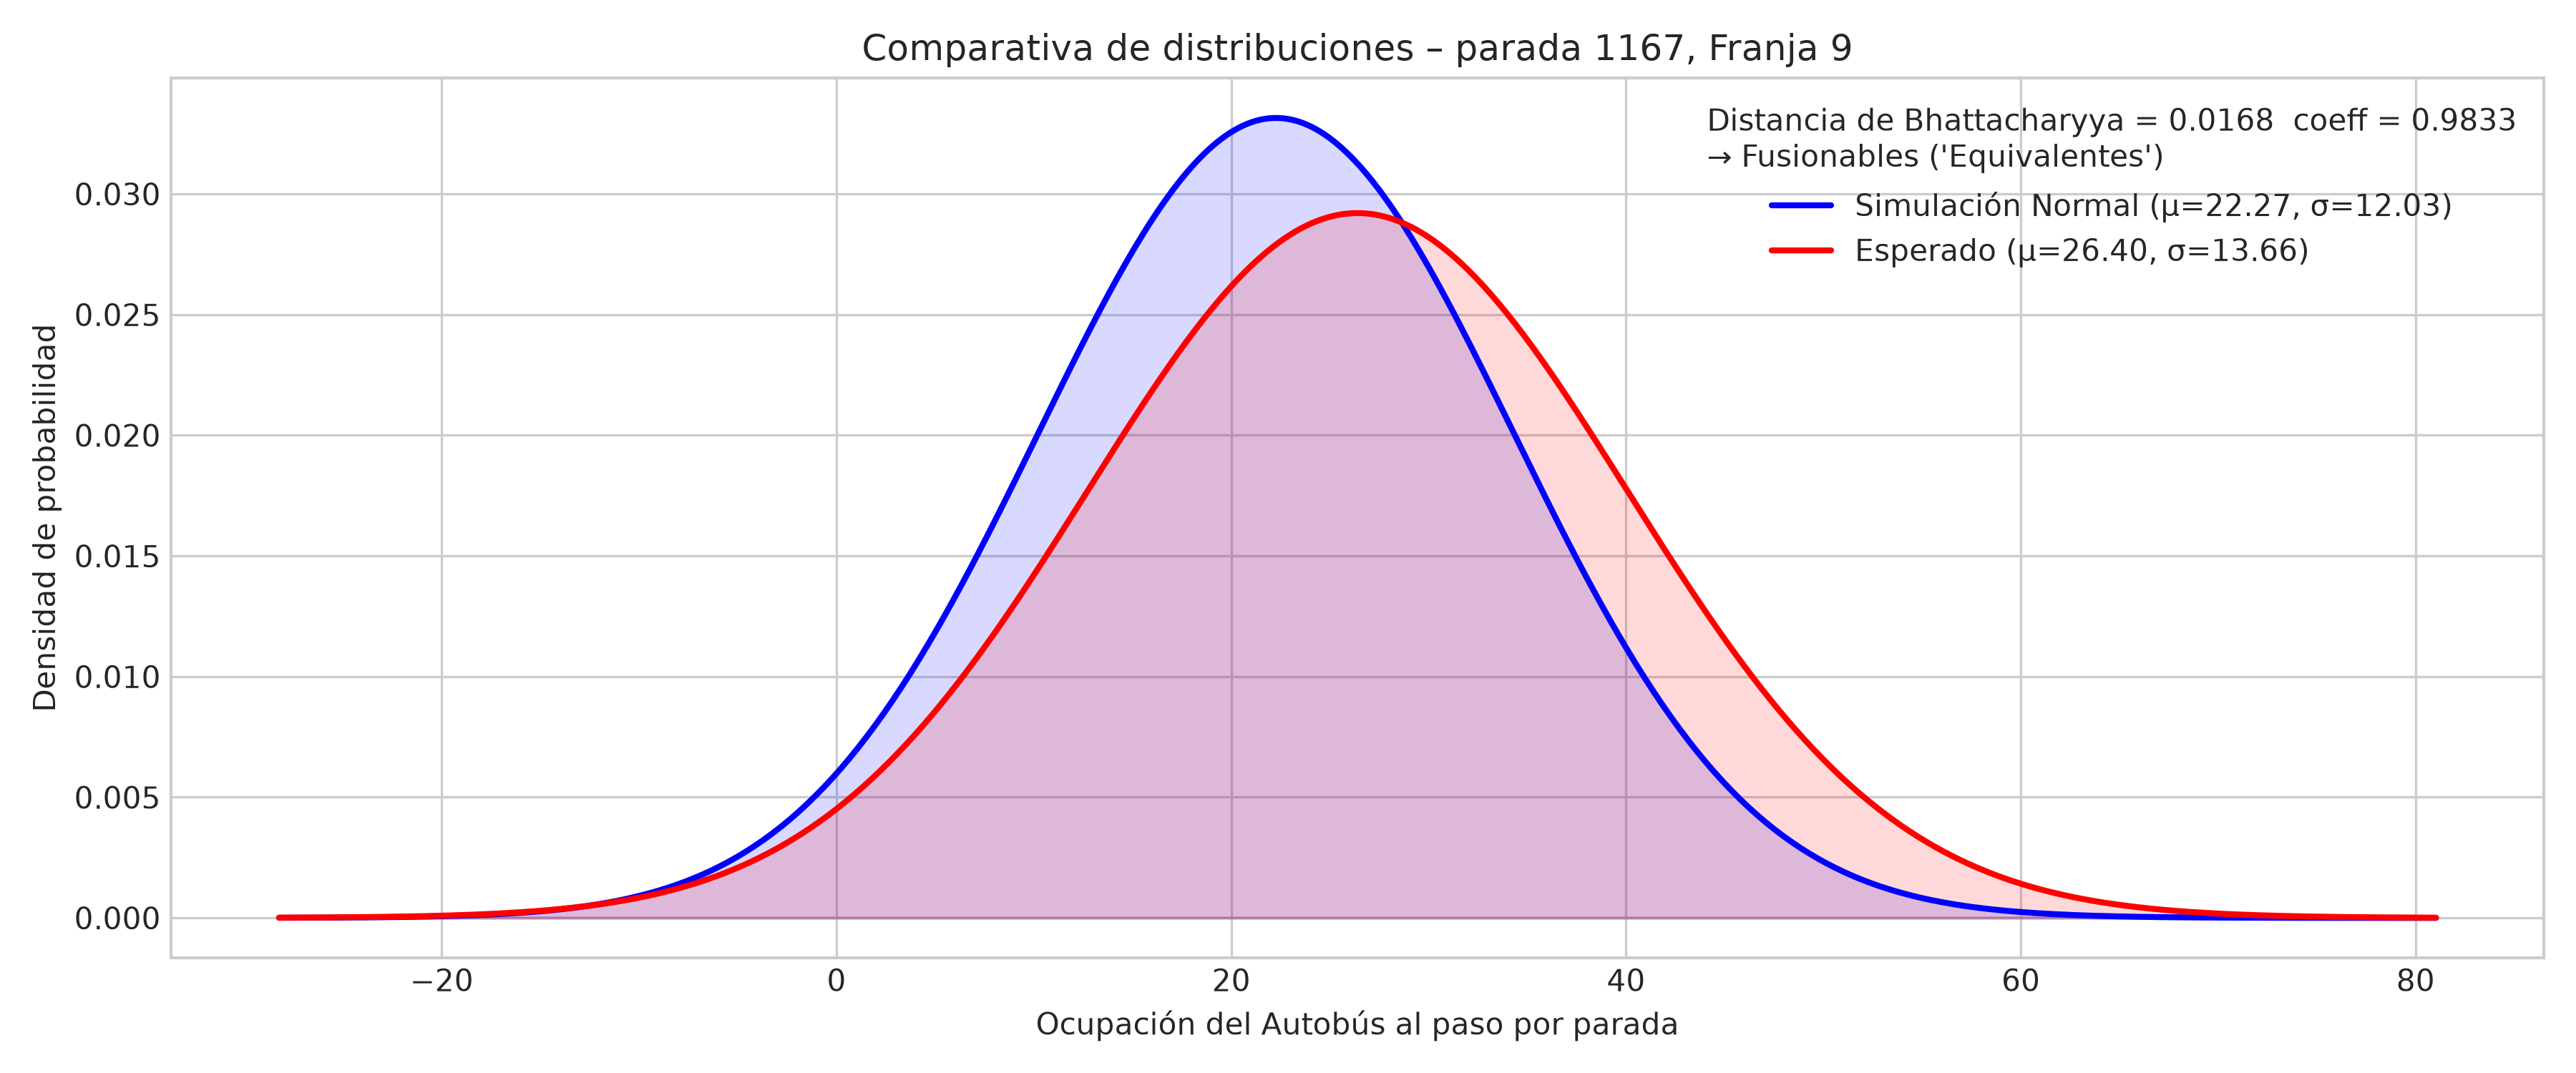 Comparativa de distribuciones – parada 1167, Franja 9
Distancia de Bhattacharyya = 0.0168  coeff = 0.9833
→ Fusionables ('Equivalentes')
Simulación Normal (μ=22.27, σ=12.03)
Esperado (μ=26.40, σ=13.66)
Densidad de probabilidad
0.030
0.025
0.020
0.015
0.010
0.005
0.000
−20 0 20 40 60 80
Ocupación del Autobús al paso por parada